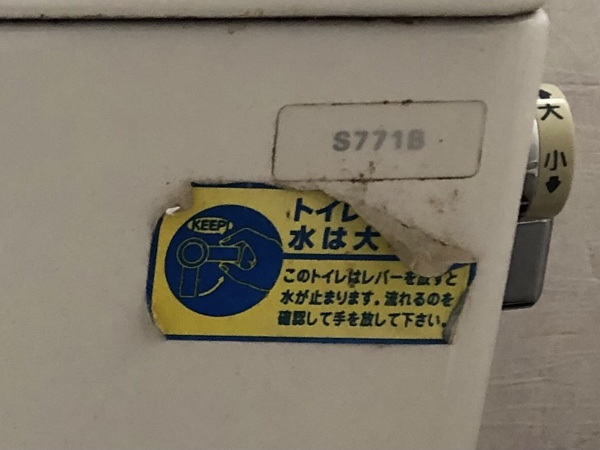 S771B
大
小
KEEP!
トイレ
水は大
このトイレはレバーを放すと
水が止まります。流れるのを
確認して手を放して下さい。